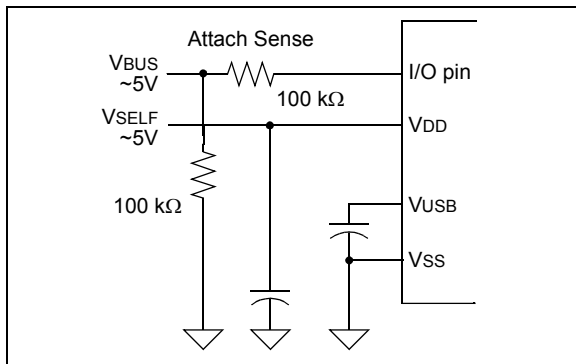 Attach Sense
VBUS
~5V
100 kΩ
I/O pin
VSELF
~5V
VDD
100 kΩ
VUSB
VSS